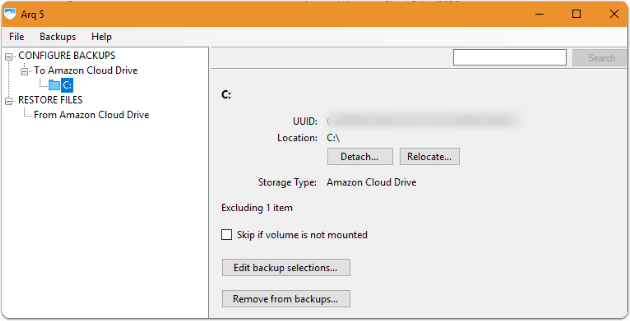 Arq 5
File Backups Help
CONFIGURE BACKUPS
To Amazon Cloud Drive
C:
RESTORE FILES
From Amazon Cloud Drive
Search
C:
UUID:
Location: C:\
Detach... Relocate...
Storage Type: Amazon Cloud Drive
Excluding 1 item
Skip if volume is not mounted
Edit backup selections...
Remove from backups...